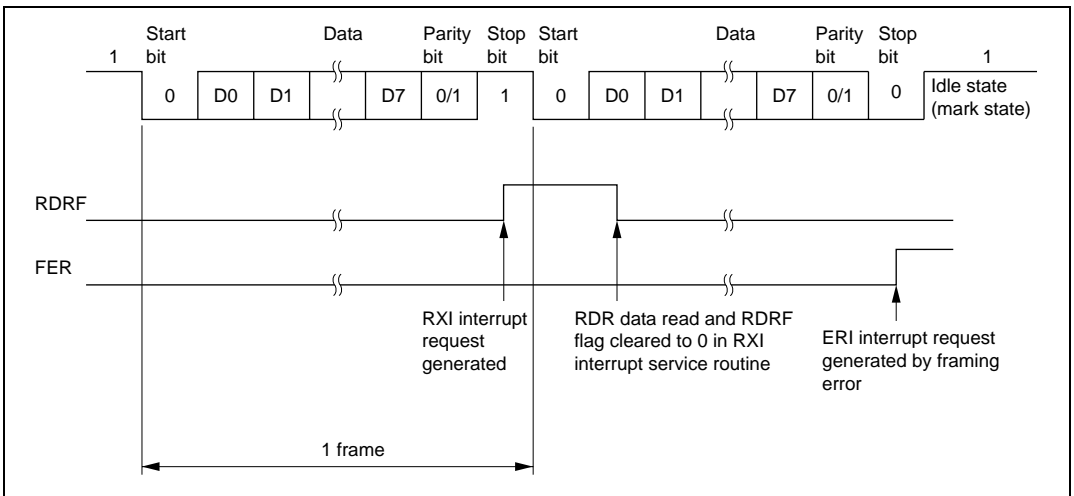 Start
bit
Data
Parity
bit
Stop
bit
Start
bit
Data
Parity
bit
Stop
bit
1
1
0
D0
D1
D7
0/1
1
0
D0
D1
D7
0/1
0
Idle state
(mark state)
RDRF
FER
RXI interrupt
request
generated
RDR data read and RDRF
flag cleared to 0 in RXI
interrupt service routine
ERI interrupt request
generated by framing
error
1 frame